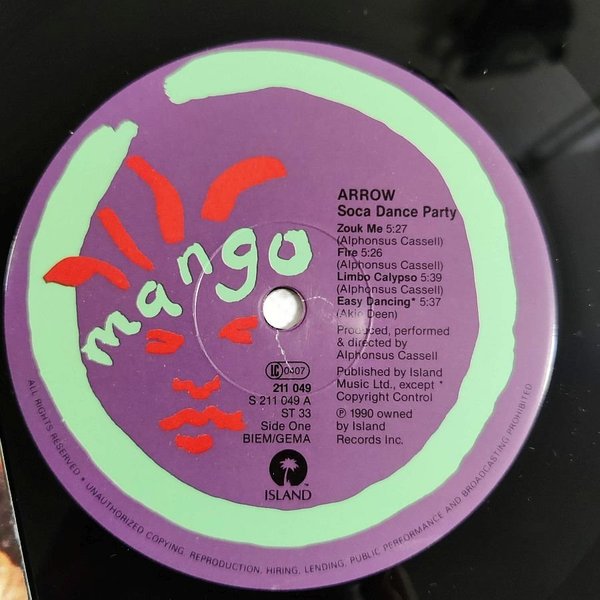 mango
ARROW
Soca Dance Party
Zouk Me 5:27
(Alphonsus Cassell)
Fire 5:26
(Alphonsus Cassell)
Limbo Calypso 5:39
(Alphonsus Cassell)
Easy Dancing* 5:37
(Akio Deen)
Produced, performed
& directed by
Alphonsus Cassell
Published by Island
Music Ltd., except *
Copyright Control
℗ 1990 owned
by Island
Records Inc.
LC 0407
211 049
S 211 049 A
ST 33
Side One
BIEM/GEMA
ISLAND
TM
ALL RIGHTS RESERVED • UNAUTHORIZED COPYING, REPRODUCTION, HIRING, LENDING, PUBLIC PERFORMANCE AND BROADCASTING PROHIBITED